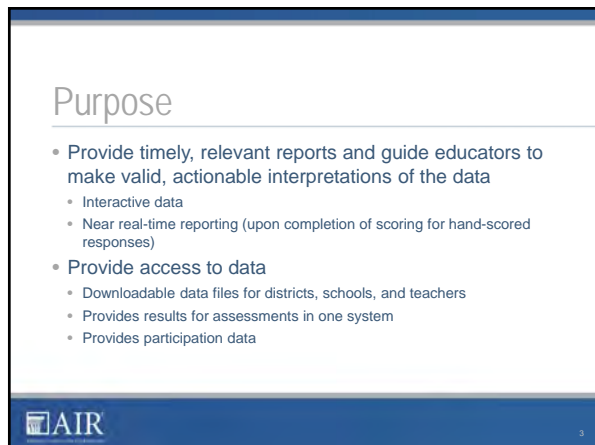 Purpose
• Provide timely, relevant reports and guide educators to
make valid, actionable interpretations of the data
• Interactive data
• Near real-time reporting (upon completion of scoring for hand-scored
responses)
• Provide access to data
• Downloadable data files for districts, schools, and teachers
• Provides results for assessments in one system
• Provides participation data
AIR
3